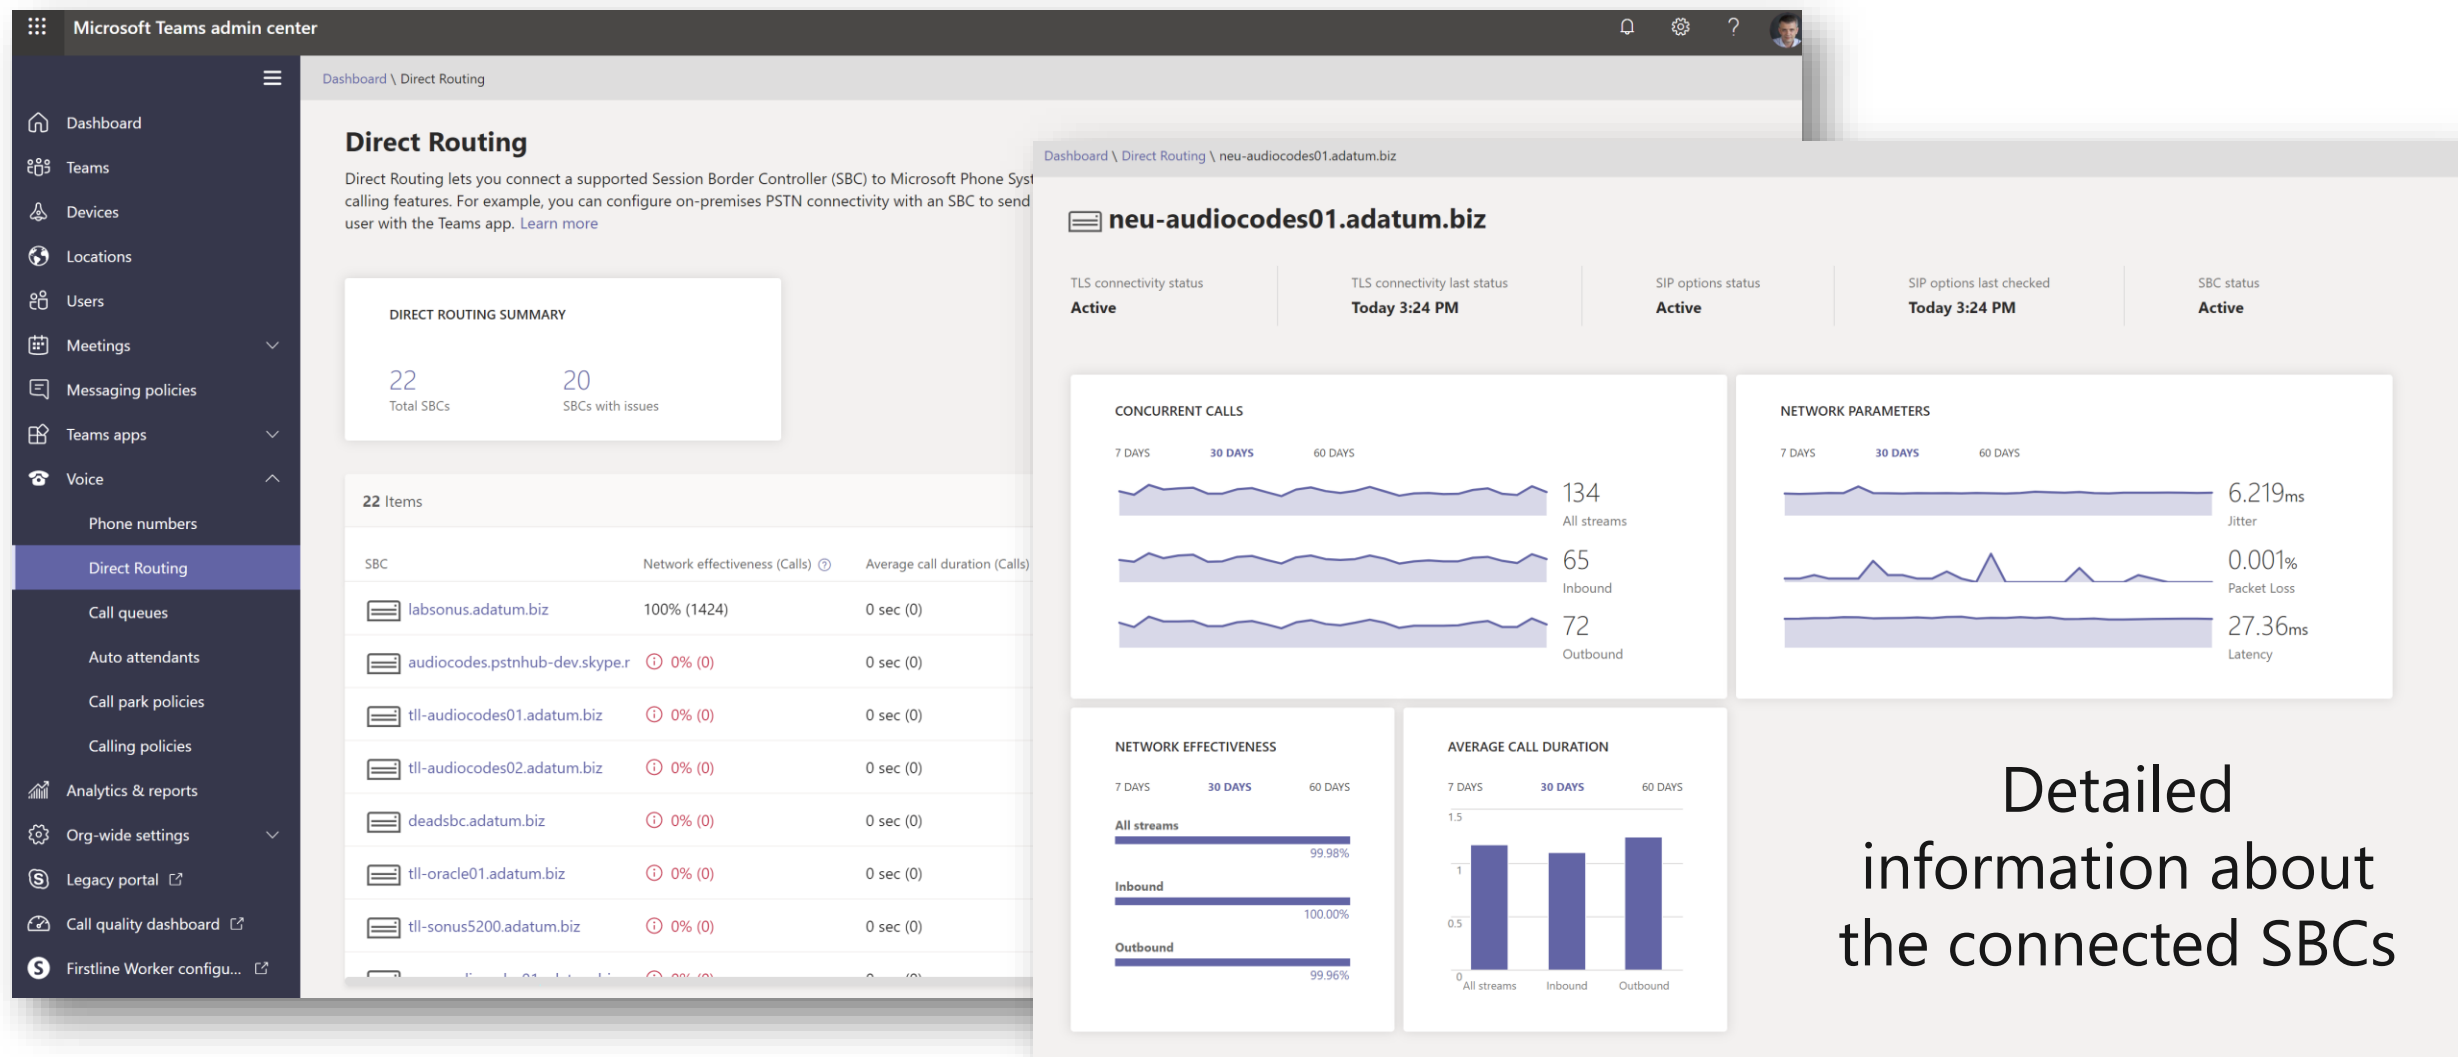 Microsoft Teams admin center
Dashboard \ Direct Routing
Dashboard
Teams
Devices
Locations
Users
Meetings
Messaging policies
Teams apps
Voice
Phone numbers
Direct Routing
Call queues
Auto attendants
Call park policies
Calling policies
Analytics & reports
Org-wide settings
Legacy portal
Call quality dashboard
Firstline Worker configu...
Direct Routing
Direct Routing lets you connect a supported Session Border Controller (SBC) to Microsoft Phone Syst
calling features. For example, you can configure on-premises PSTN connectivity with an SBC to send
user with the Teams app. Learn more
DIRECT ROUTING SUMMARY
22 20
Total SBCs SBCs with issues
22 Items
SBC Network effectiveness (Calls) Average call duration (Calls)
labsonus.adatum.biz 100% (1424) 0 sec (0)
audiocodes.pstnhub-dev.skype.r 0% (0) 0 sec (0)
tll-audiocodes01.adatum.biz 0% (0) 0 sec (0)
tll-audiocodes02.adatum.biz 0% (0) 0 sec (0)
deadsbc.adatum.biz 0% (0) 0 sec (0)
tll-oracle01.adatum.biz 0% (0) 0 sec (0)
tll-sonus5200.adatum.biz 0% (0) 0 sec (0)
Dashboard \ Direct Routing \ neu-audiocodes01.adatum.biz
neu-audiocodes01.adatum.biz
TLS connectivity status TLS connectivity last status SIP options status SIP options last checked SBC status
Active Today 3:24 PM Active Today 3:24 PM Active
CONCURRENT CALLS
7 DAYS 30 DAYS 60 DAYS
134
All streams
65
Inbound
72
Outbound
NETWORK PARAMETERS
7 DAYS 30 DAYS 60 DAYS
6.219ms
Jitter
0.001%
Packet Loss
27.36ms
Latency
NETWORK EFFECTIVENESS
7 DAYS 30 DAYS 60 DAYS
All streams
99.98%
Inbound
100.00%
Outbound
99.96%
AVERAGE CALL DURATION
7 DAYS 30 DAYS 60 DAYS
1.5
1
0.5
0
All streams Inbound Outbound
Detailed
information about
the connected SBCs